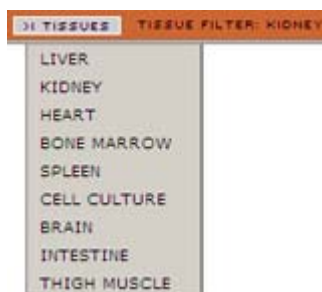 TISSUES TISSUE FILTER: KIDNEY
LIVER
KIDNEY
HEART
BONE MARROW
SPLEEN
CELL CULTURE
BRAIN
INTESTINE
THIGH MUSCLE